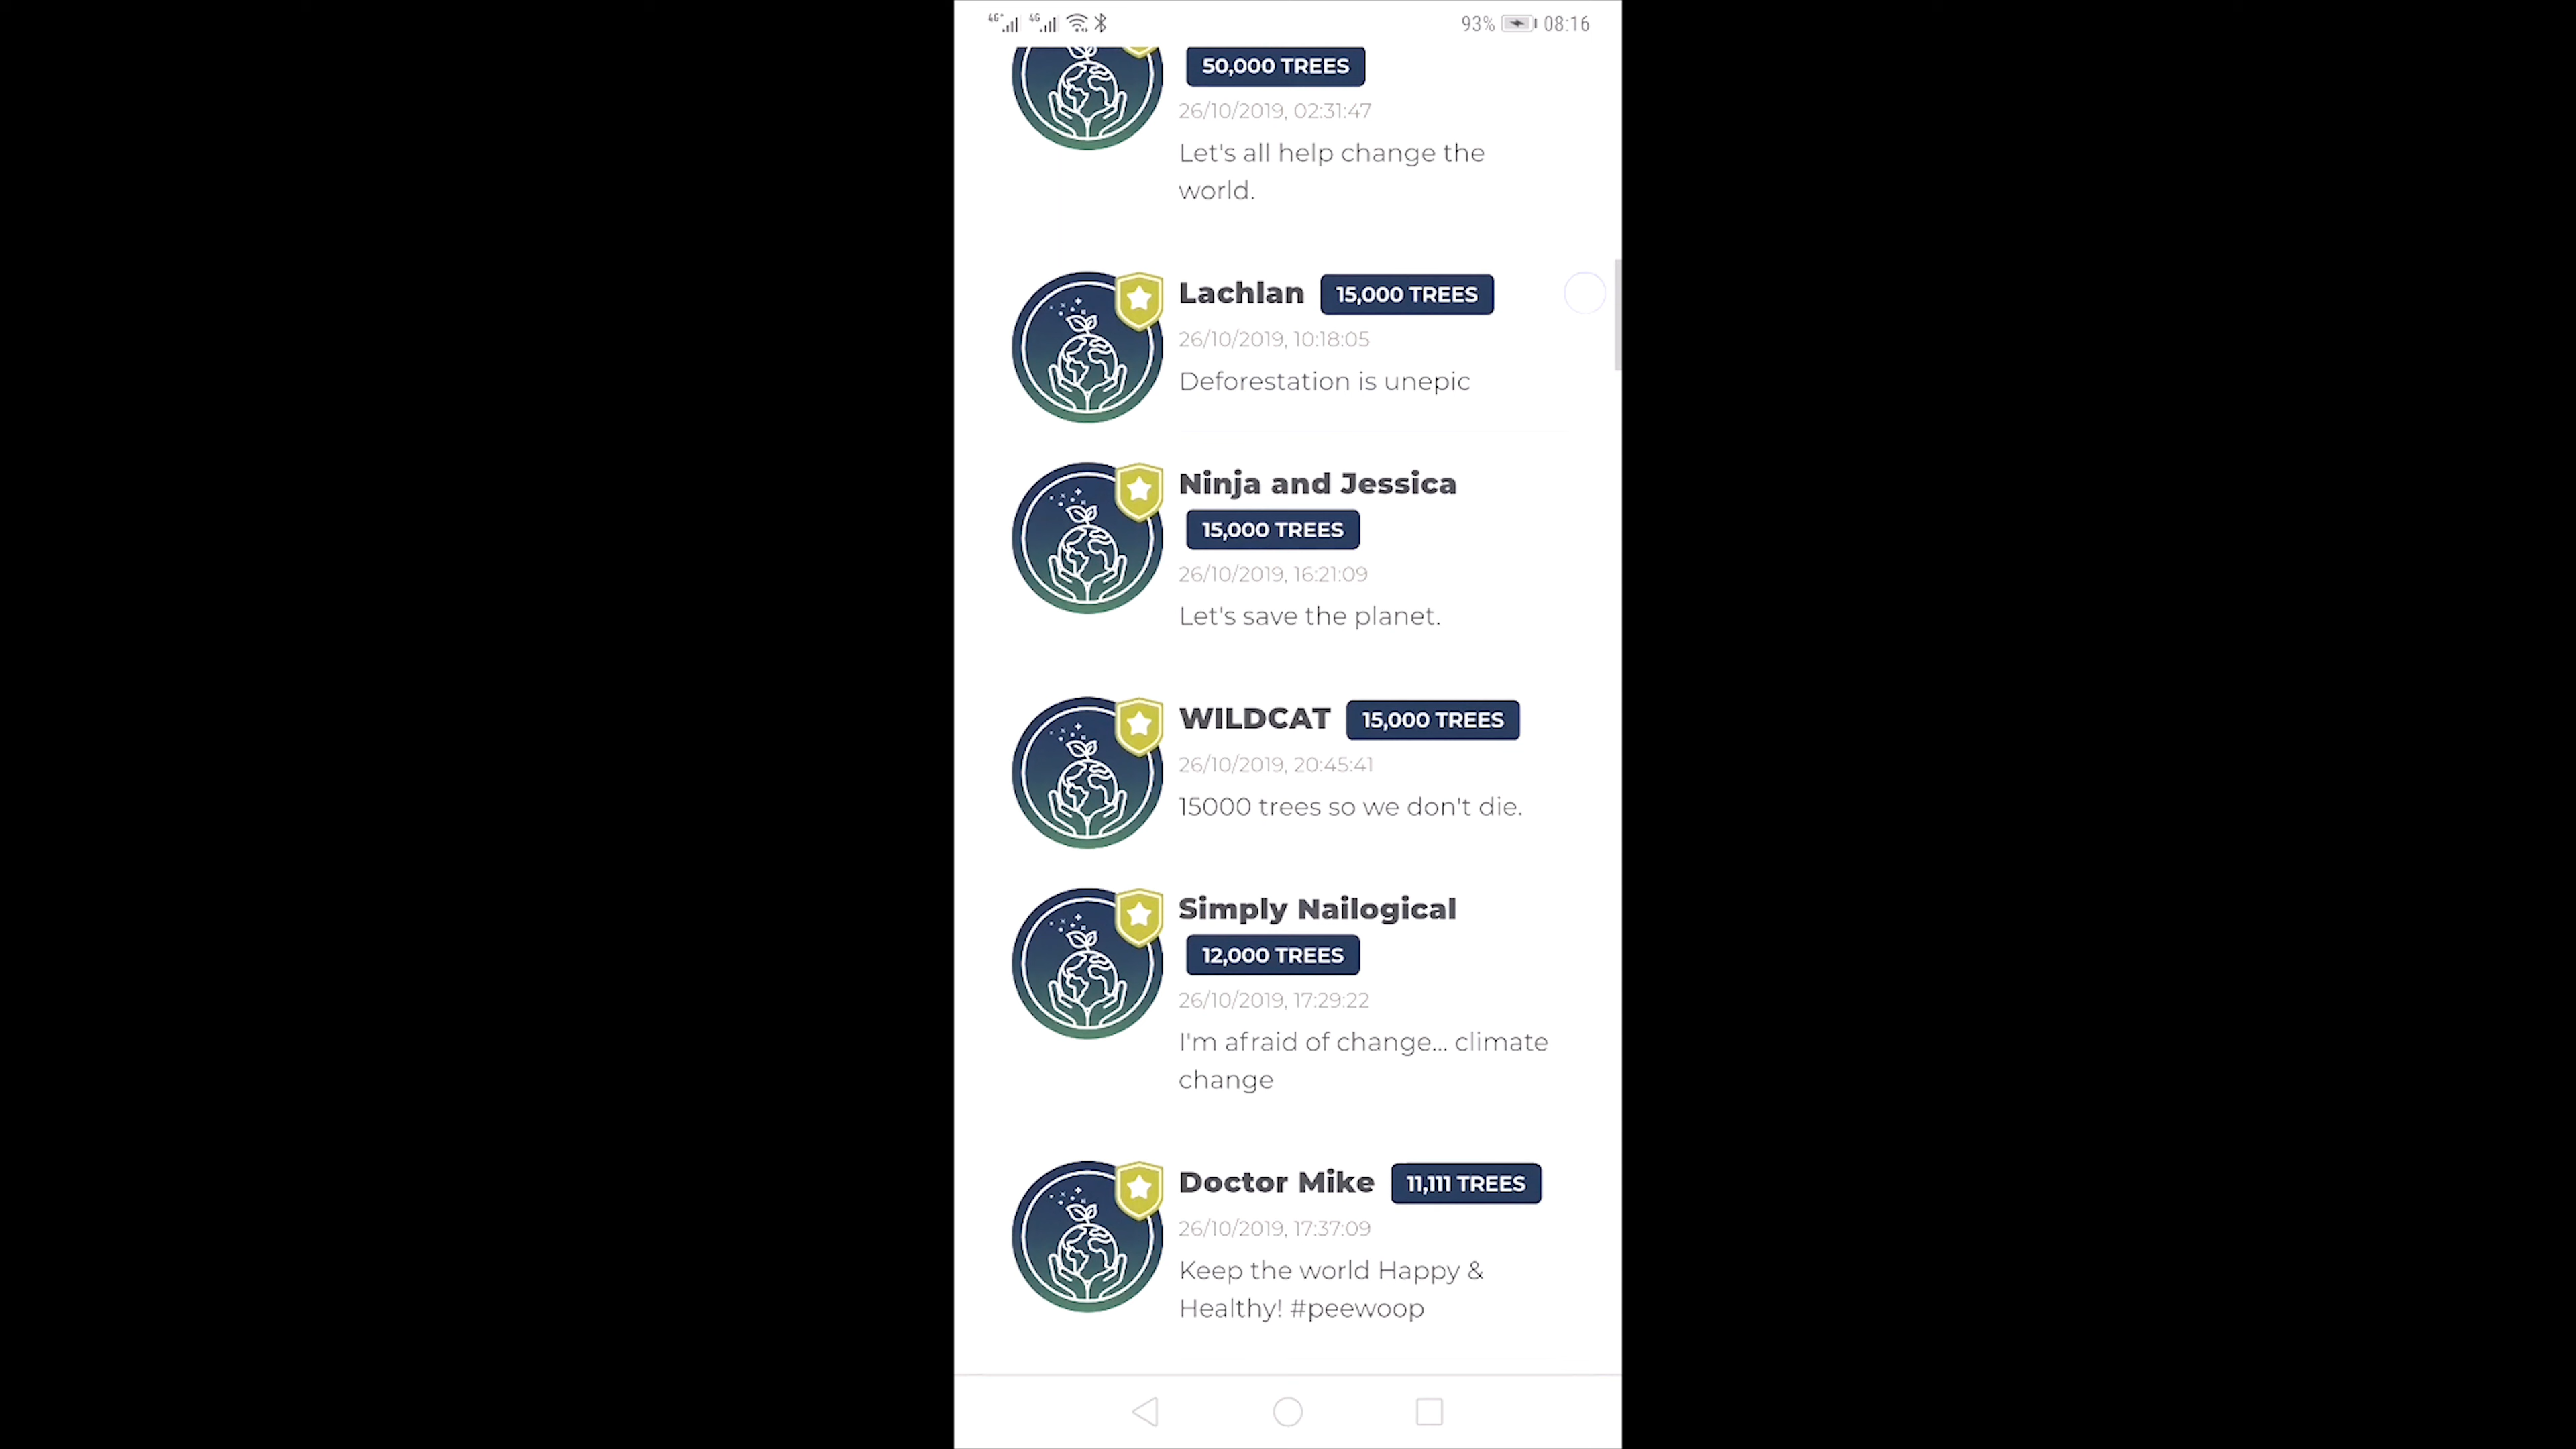 4G+ 4G 93% 08:16
50,000 TREES
26/10/2019, 02:31:47
Let's all help change the
world.
Lachlan 15,000 TREES
26/10/2019, 10:18:05
Deforestation is unepic
Ninja and Jessica
15,000 TREES
26/10/2019, 16:21:09
Let's save the planet.
WILDCAT 15,000 TREES
26/10/2019, 20:45:41
15000 trees so we don't die.
Simply Nailogical
12,000 TREES
26/10/2019, 17:29:22
I'm afraid of change... climate
change
Doctor Mike 11,111 TREES
26/10/2019, 17:37:09
Keep the world Happy &
Healthy! #peewoop